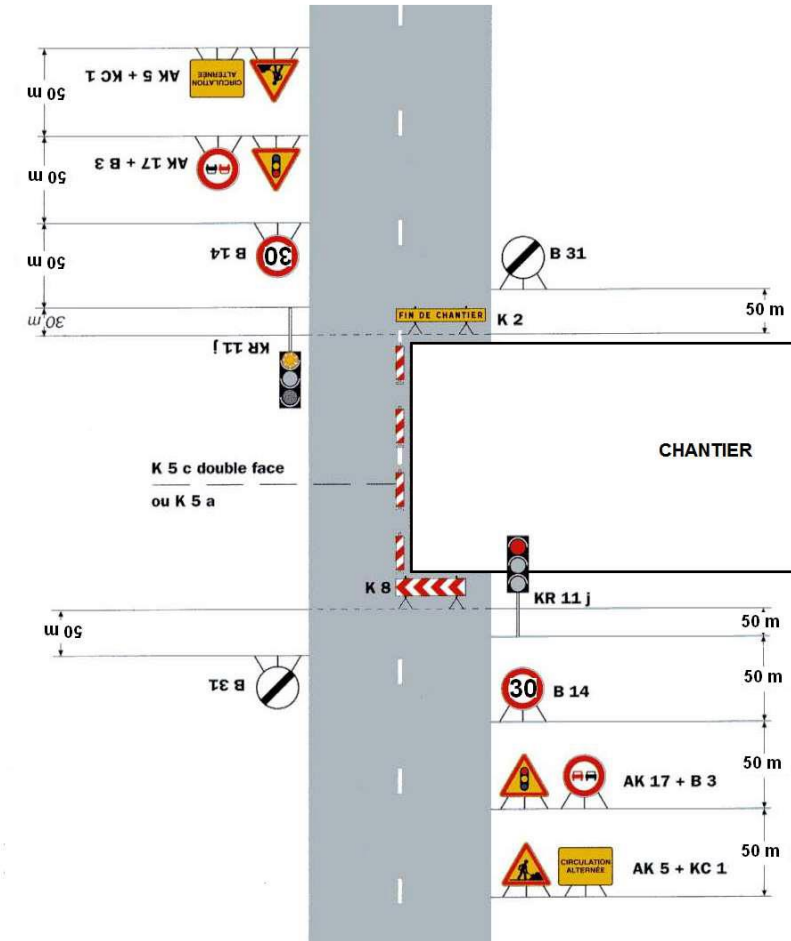 50 m
AK 5 + KC 1
CIRCULATION
ALTERNÉE
50 m
AK 17 + B 3
50 m
B 14
30
B 31
30 m
50 m
FIN DE CHANTIER
K 2
KR 11 j
CHANTIER
K 5 c double face
ou K 5 a
K 8
KR 11 j
50 m
50 m
B 31
30
B 14
50 m
AK 17 + B 3
50 m
CIRCULATION
ALTERNÉE
AK 5 + KC 1
50 m